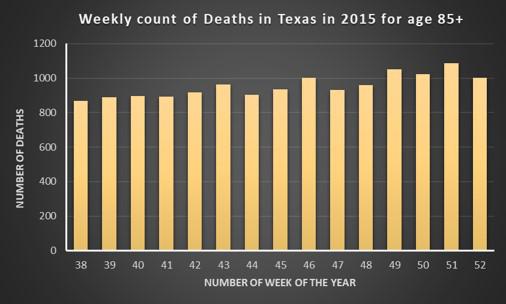 Weekly count of Deaths in Texas in 2015 for age 85+
1200
1000
800
600
400
200
0
NUMBER OF DEATHS
38 39 40 41 42 43 44 45 46 47 48 49 50 51 52
NUMBER OF WEEK OF THE YEAR